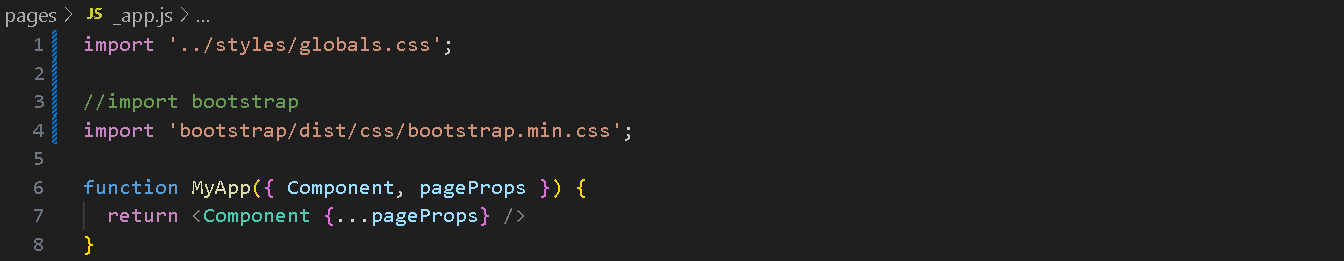 pages > JS _app.js > ...
1 import '../styles/globals.css';
2
3 //import bootstrap
4 import 'bootstrap/dist/css/bootstrap.min.css';
5
6 function MyApp({ Component, pageProps }) {
7 return <Component {...pageProps} />
8 }